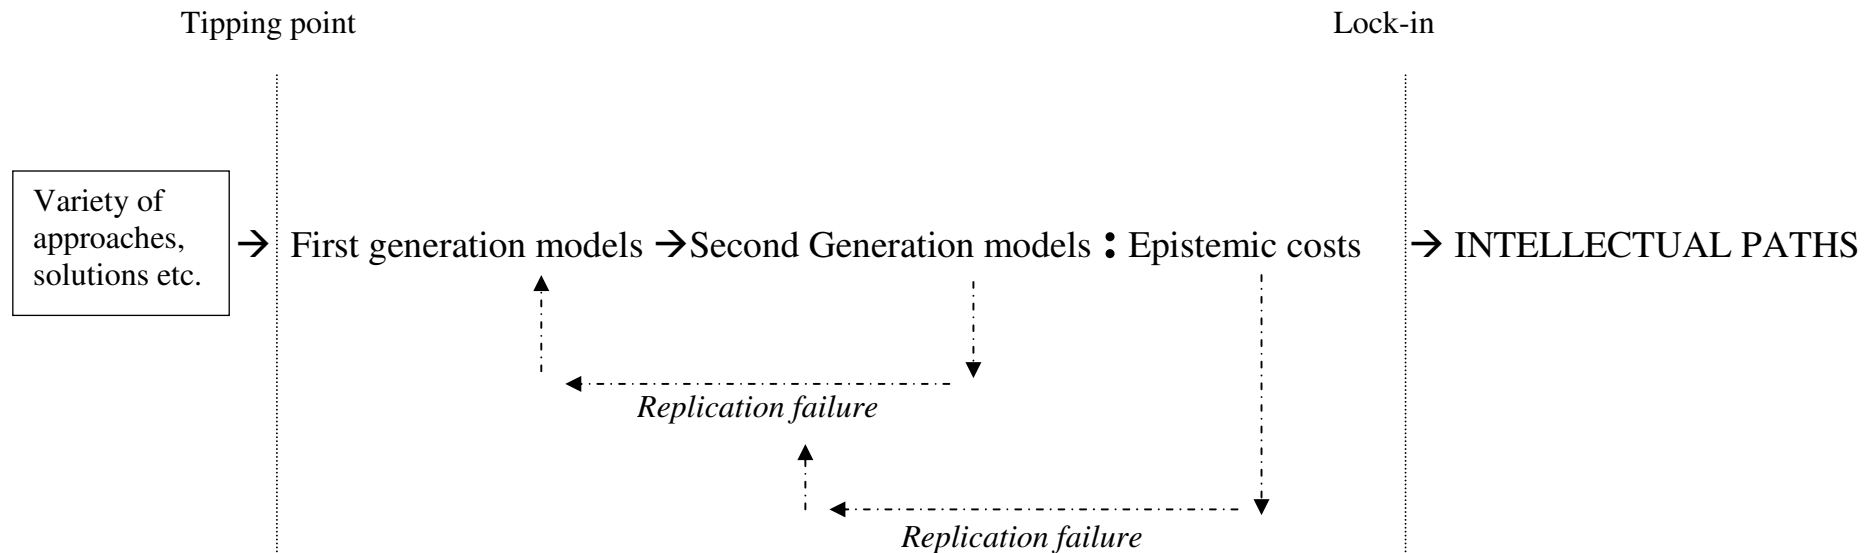 Tipping point
Lock-in
Variety of
approaches,
solutions etc.
→ First generation models →Second Generation models : Epistemic costs → INTELLECTUAL PATHS
Replication failure
Replication failure